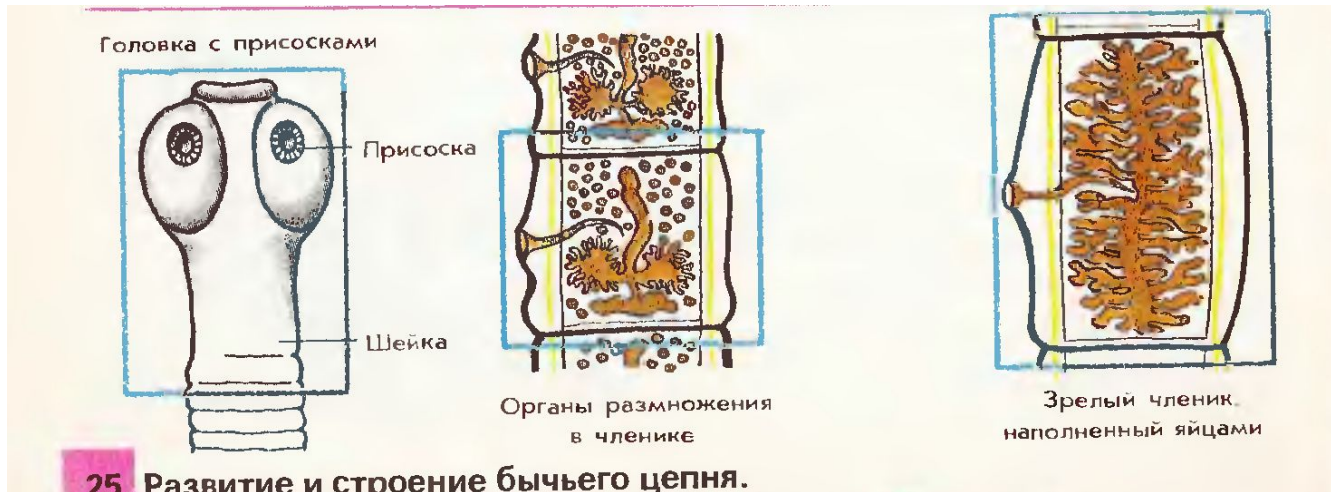 Головка с присосками
Присоска
Шейка
Органы размножения
в членике
Зрелый членик,
наполненный яйцами
25 Развитие и строение бычьего цепня.